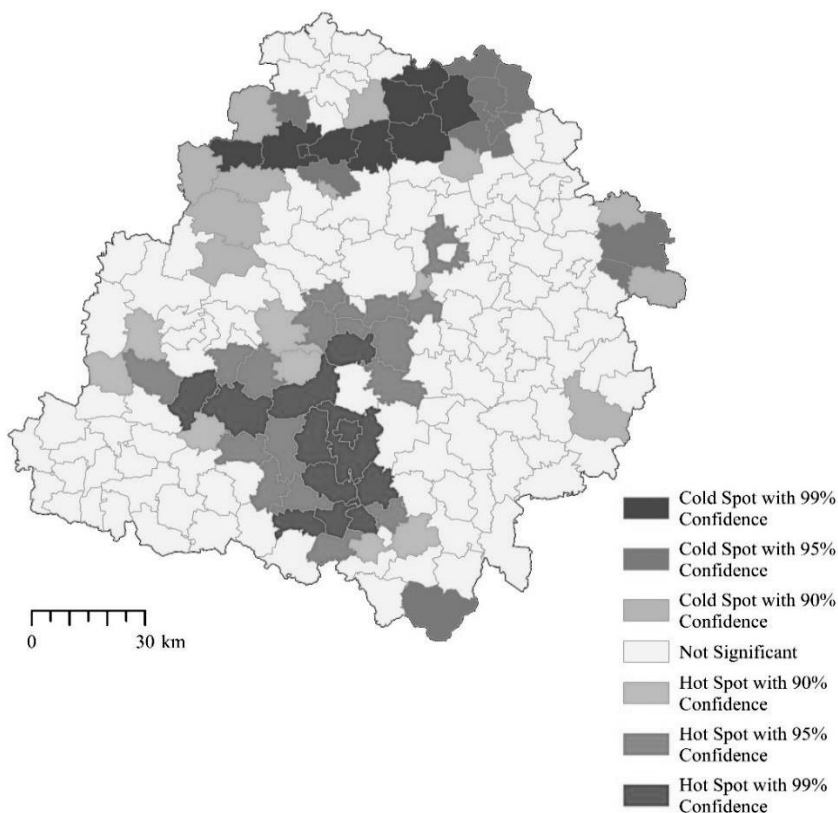 Cold Spot with 99%
Confidence
Cold Spot with 95%
Confidence
Cold Spot with 90%
Confidence
Not Significant
Hot Spot with 90%
Confidence
Hot Spot with 95%
Confidence
Hot Spot with 99%
Confidence
0 30 km